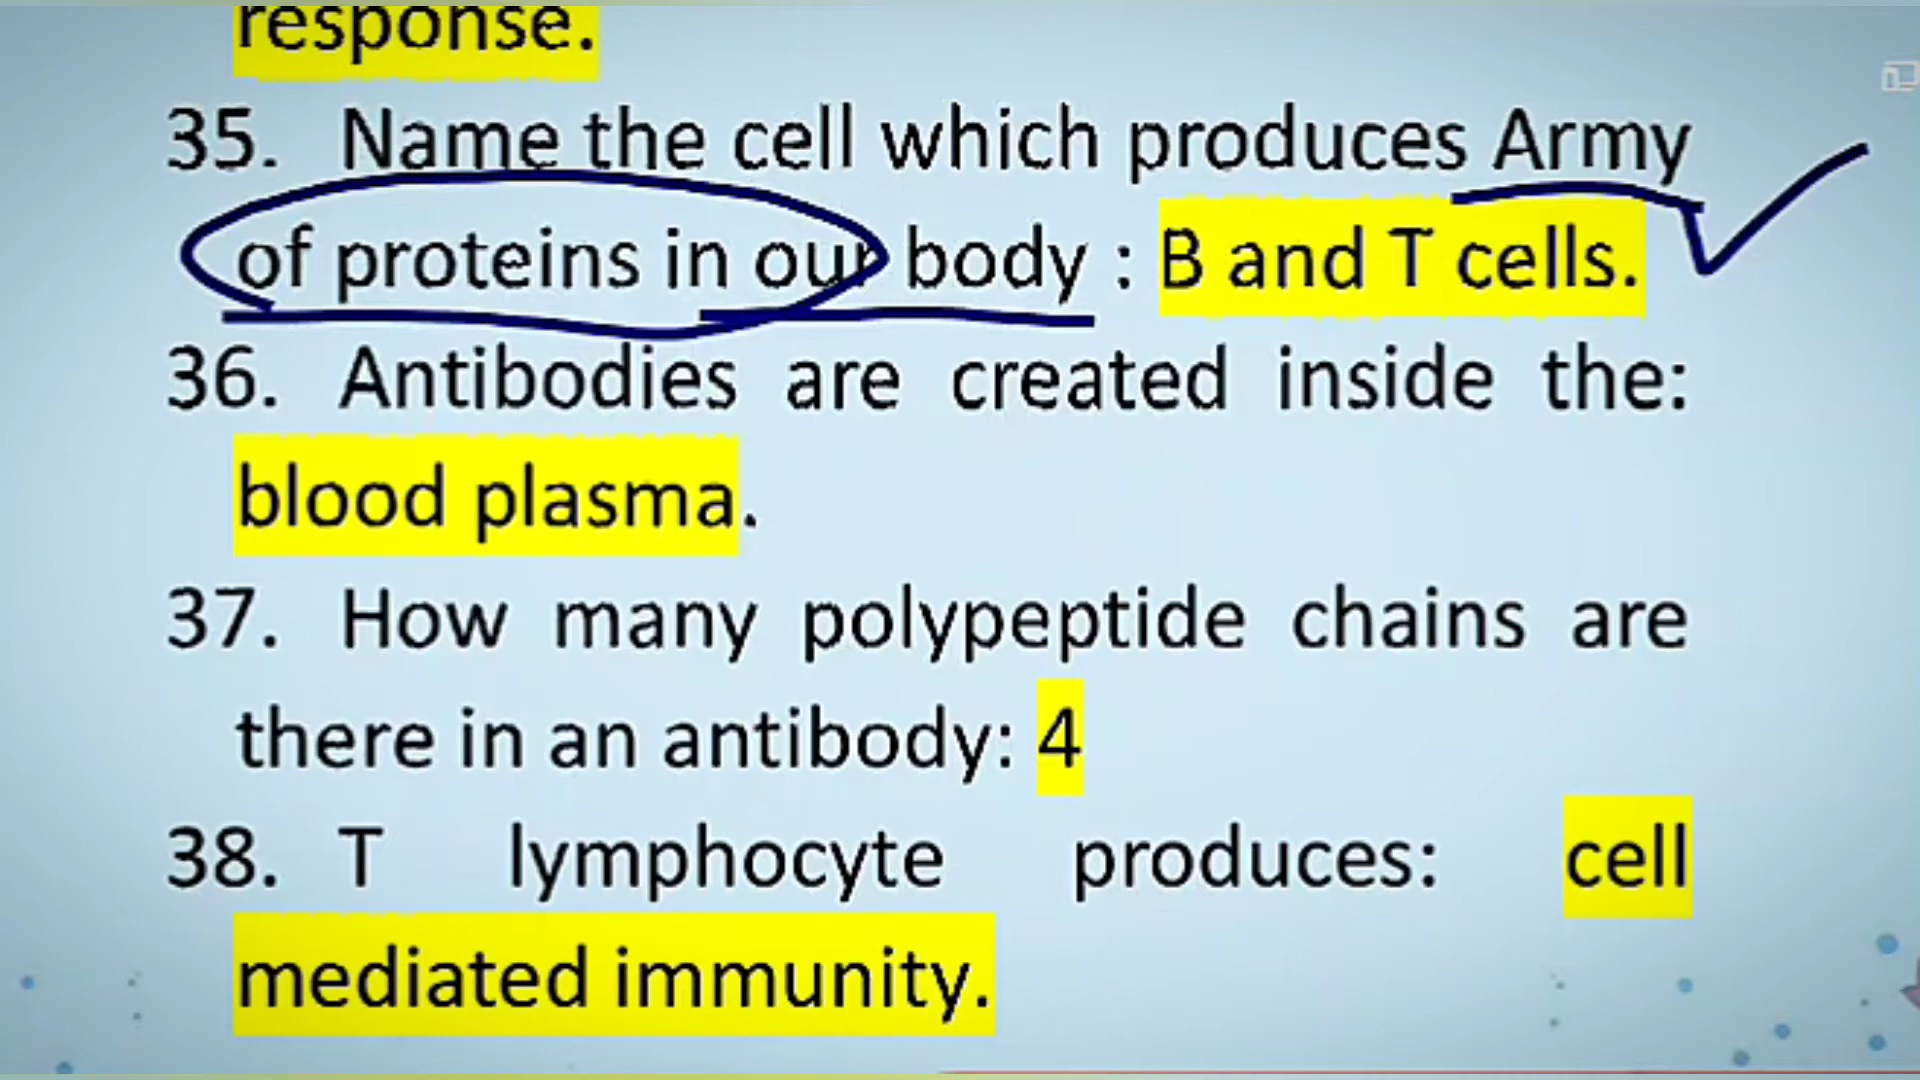 response.
35. Name the cell which produces Army
of proteins in our body : B and T cells.
36. Antibodies are created inside the:
blood plasma.
37. How many polypeptide chains are
there in an antibody: 4
38. T lymphocyte produces: cell
mediated immunity.